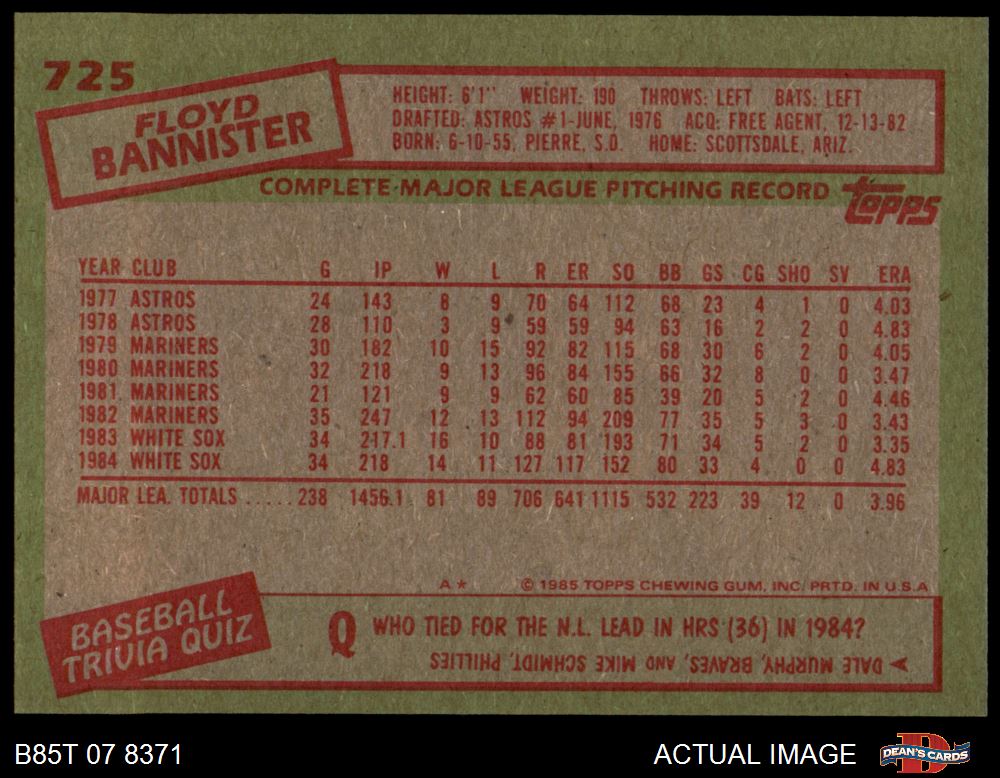 725
FLOYD
BANNISTER
HEIGHT: 6'1" WEIGHT: 190 THROWS: LEFT BATS: LEFT
DRAFTED: ASTROS #1-JUNE, 1976 ACQ: FREE AGENT, 12-13-82
BORN: 6-10-55, PIERRE, S.D. HOME: SCOTTSDALE, ARIZ.
COMPLETE MAJOR LEAGUE PITCHING RECORD topps
YEAR CLUB G IP W L R ER SO BB GS CG SHO SV ERA
1977 ASTROS 24 143 8 9 70 64 112 68 23 4 1 0 4.03
1978 ASTROS 28 110 3 9 59 59 94 63 16 2 2 0 4.83
1979 MARINERS 30 182 10 15 92 82 115 68 30 6 2 0 4.05
1980 MARINERS 32 218 9 13 96 84 155 66 32 8 0 0 3.47
1981 MARINERS 21 121 9 9 62 60 85 39 20 5 2 0 4.46
1982 MARINERS 35 247 12 13 112 94 209 77 35 5 3 0 3.43
1983 WHITE SOX 34 217.1 16 10 88 81 193 71 34 5 2 0 3.35
1984 WHITE SOX 34 218 14 11 127 117 152 80 33 4 0 0 4.83
MAJOR LEA. TOTALS ..... 238 1456.1 81 89 706 641 1115 532 223 39 12 0 3.96
A * © 1985 TOPPS CHEWING GUM, INC. PRTD. IN U.S.A
BASEBALL
TRIVIA QUIZ
Q WHO TIED FOR THE N.L. LEAD IN HRS (36) IN 1984?
DALE MURPHY, BRAVES, AND MIKE SCHMIDT, PHILLIES
B85T 07 8371 ACTUAL IMAGE D DEAN'S CARDS